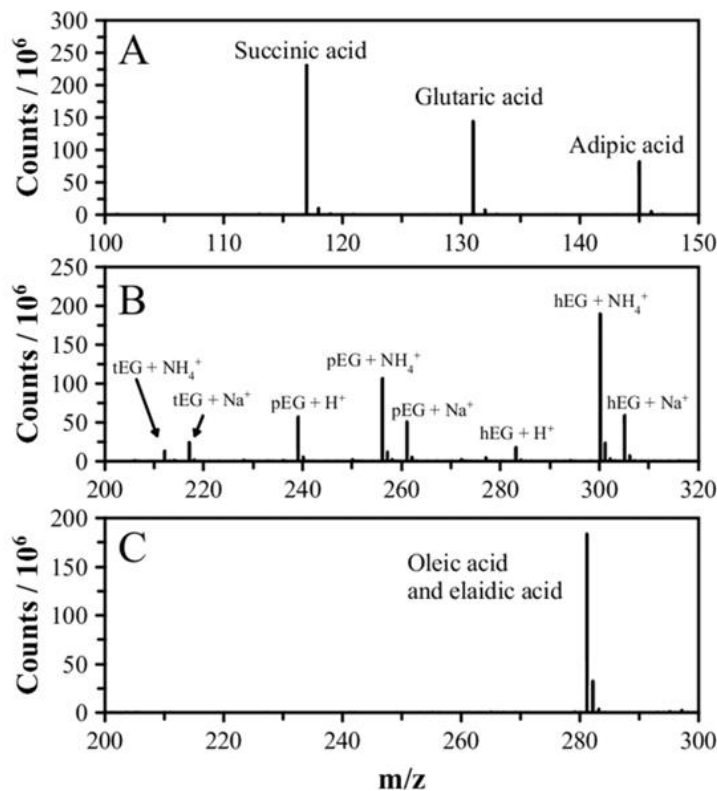 A
Counts / 10⁶
300
250
200
150
100
50
0
Succinic acid
Glutaric acid
Adipic acid
100 110 120 130 140 150
B
Counts / 10⁶
250
200
150
100
50
0
tEG + NH₄⁺
tEG + Na⁺
pEG + H⁺
pEG + NH₄⁺
pEG + Na⁺
hEG + H⁺
hEG + NH₄⁺
hEG + Na⁺
200 220 240 260 280 300 320
C
Counts / 10⁶
200
150
100
50
0
Oleic acid
and elaidic acid
200 220 240 260 280 300
m/z